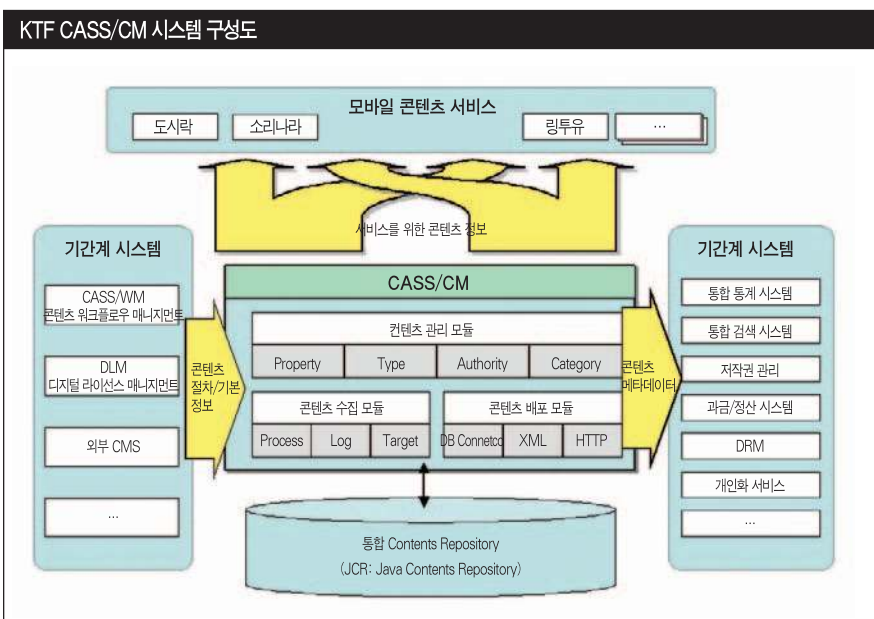 KTF CASS/CM 시스템 구성도
모바일 콘텐츠 서비스
도시락
소리나라
링투유
...
서비스를 위한 콘텐츠 정보
기간계 시스템
CASS/WM
콘텐츠 워크플로우 매니지먼트
DLM
디지털 라이선스 매니지먼트
외부 CMS
...
콘텐츠
절차/기본
정보
CASS/CM
컨텐츠 관리 모듈
Property
Type
Authority
Category
콘텐츠 수집 모듈
Process
Log
Target
콘텐츠 배포 모듈
DB Connetcd
XML
HTTP
콘텐츠
메타데이터
기간계 시스템
통합 통계 시스템
통합 검색 시스템
저작권 관리
과금/정산 시스템
DRM
개인화 서비스
...
통합 Contents Repository
(JCR: Java Contents Repository)